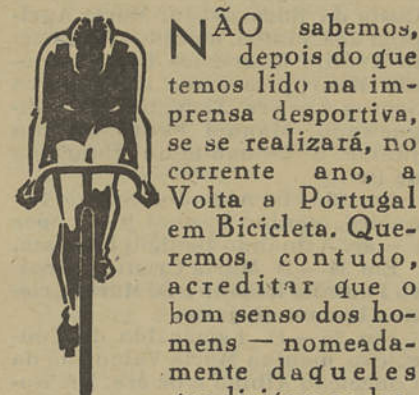 NÃO sabemos,
depois do que
temos lido na im-
prensa desportiva,
se se realizará, no
corrente ano, a
Volta a Portugal
em Bicicleta. Que-
remos, contudo,
acreditar que o
bom senso dos ho-
mens — nomeada-
mente daqueles